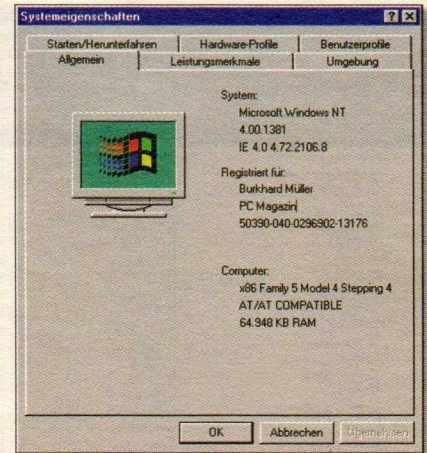 Systemeigenschaften
Starten/Herunterfahren Hardware-Profile Benutzerprofile
Allgemein Leistungsmerkmale Umgebung
System:
Microsoft Windows NT
4.00.1381
IE 4.0 4.72.2106.8
Registriert für:
Burkhard Müller
PC Magazin
50390-040-0296902-13176
Computer:
x86 Family 5 Model 4 Stepping 4
AT/AT COMPATIBLE
64.948 KB RAM
OK Abbrechen Übernehmen